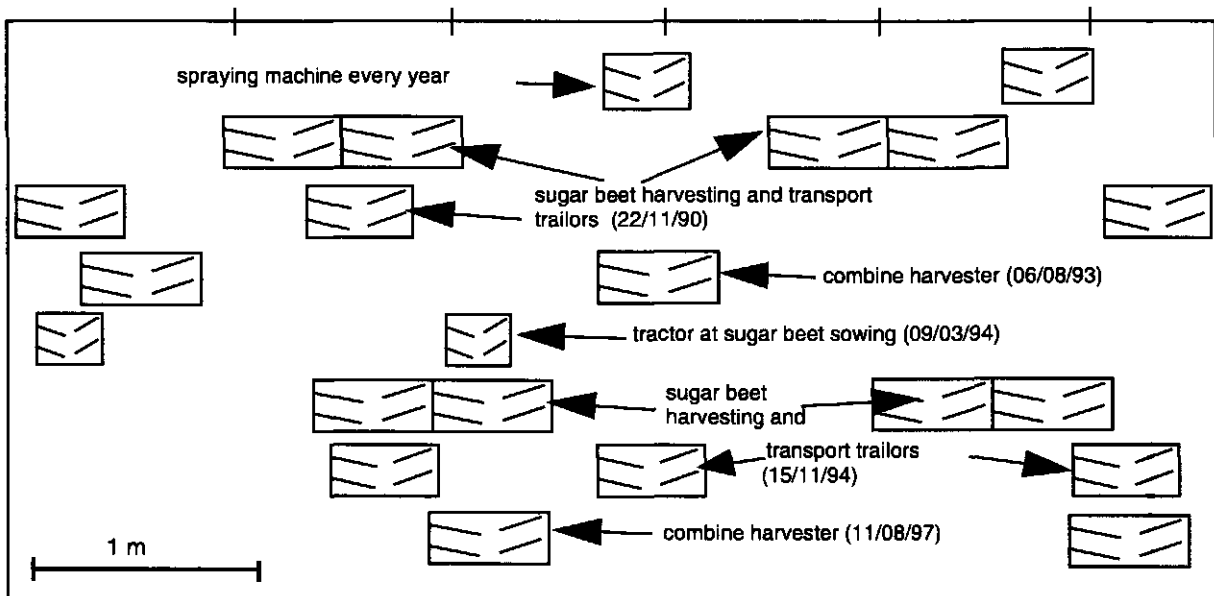 spraying machine every year
sugar beet harvesting and transport
trailors (22/11/90)
combine harvester (06/08/93)
tractor at sugar beet sowing (09/03/94)
sugar beet
harvesting and
transport trailors
(15/11/94)
combine harvester (11/08/97)
1 m